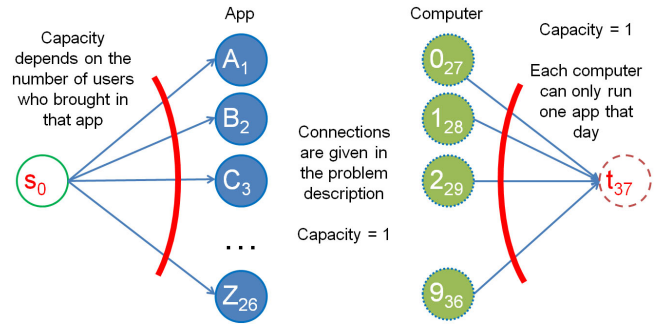 App
Computer
Capacity
depends on the
number of users
who brought in
that app
Capacity = 1
Each computer
can only run
one app that
day
Connections
are given in
the problem
description
Capacity = 1
s0
A1
B2
C3
...
Z26
027
128
229
936
t37